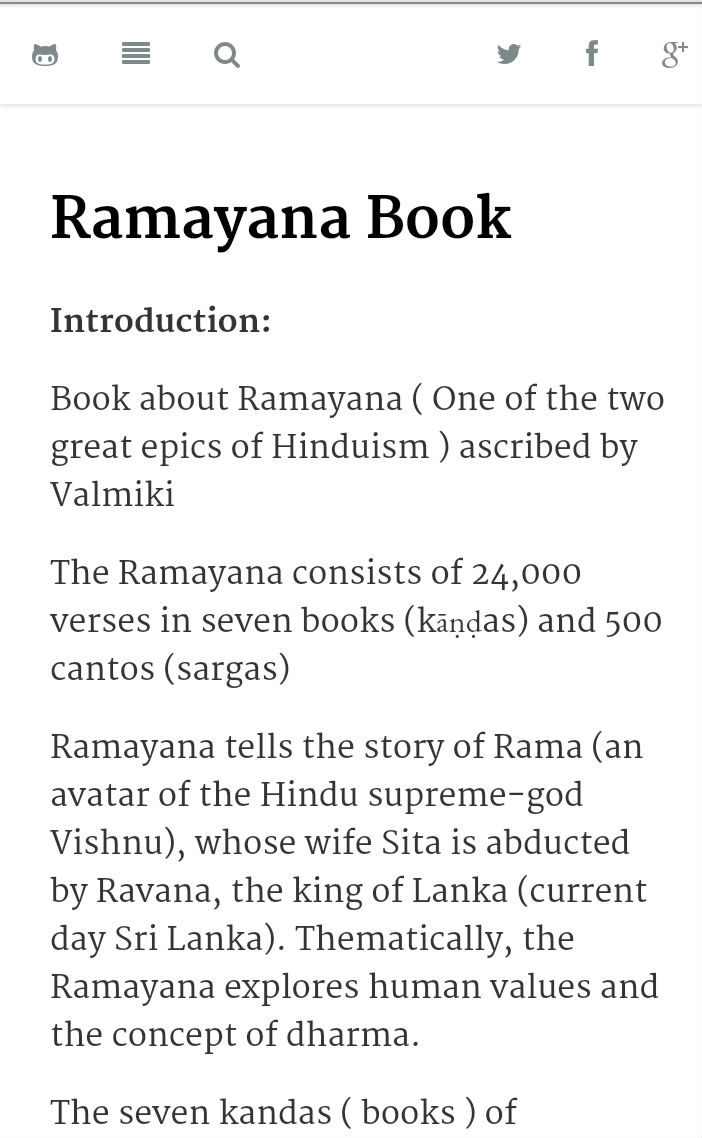 Ramayana Book
Introduction:
Book about Ramayana ( One of the two
great epics of Hinduism ) ascribed by
Valmiki
The Ramayana consists of 24,000
verses in seven books (kāṇḍas) and 500
cantos (sargas)
Ramayana tells the story of Rama (an
avatar of the Hindu supreme-god
Vishnu), whose wife Sita is abducted
by Ravana, the king of Lanka (current
day Sri Lanka). Thematically, the
Ramayana explores human values and
the concept of dharma.
The seven kandas ( books ) of